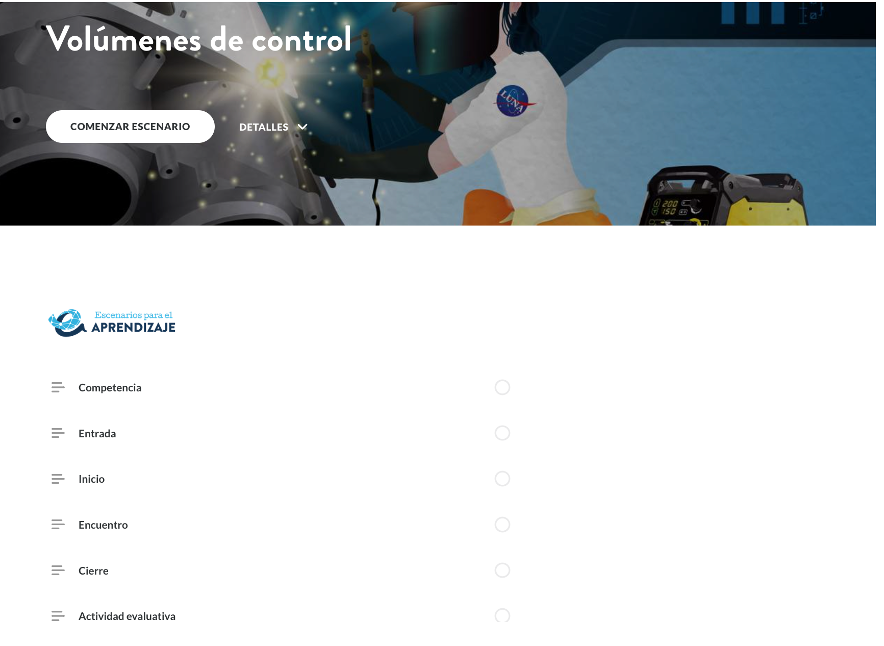 Volúmenes de control
LUNA
COMENZAR ESCENARIO
DETALLES
200
150
Escenarios para el
APRENDIZAJE
Competencia
Entrada
Inicio
Encuentro
Cierre
Actividad evaluativa